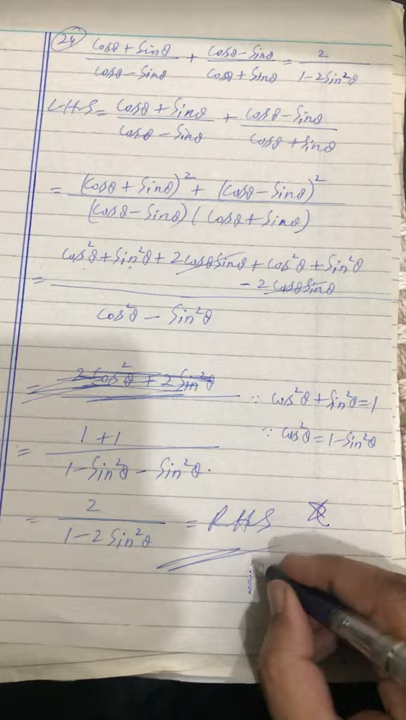 24) (cosθ + sinθ)/(cosθ − sinθ) + (cosθ − sinθ)/(cosθ + sinθ) = 2/(1 − 2sin²θ)
L·H·S = (cosθ + sinθ)/(cosθ − sinθ) + (cosθ − sinθ)/(cosθ + sinθ)
= ((cosθ + sinθ)² + (cosθ − sinθ)²)/((cosθ − sinθ)(cosθ + sinθ))
= (cos²θ + sin²θ + 2cosθsinθ + cos²θ + sin²θ − 2cosθsinθ)/(cos²θ − sin²θ)
= 2cos²θ + 2sin²θ ∵ cos²θ + sin²θ = 1
= (1 + 1)/(1 − sin²θ − sin²θ) ∵ cos²θ = 1 − sin²θ
= 2/(1 − 2sin²θ) = RHS